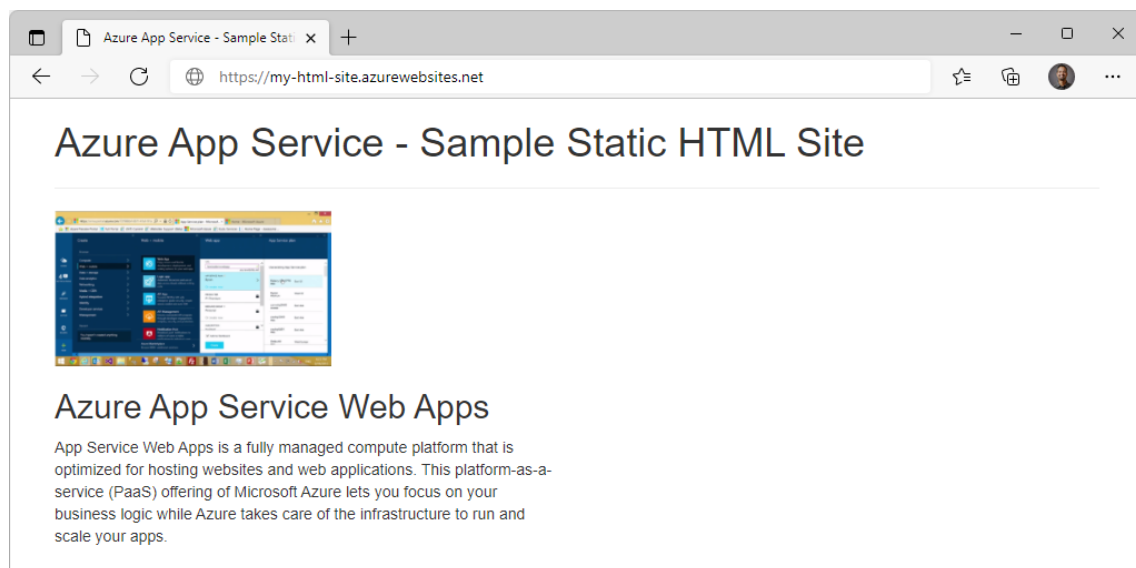 Azure App Service - Sample Stati
https://my-html-site.azurewebsites.net
Azure App Service - Sample Static HTML Site
Azure App Service Web Apps
App Service Web Apps is a fully managed compute platform that is
optimized for hosting websites and web applications. This platform-as-a-
service (PaaS) offering of Microsoft Azure lets you focus on your
business logic while Azure takes care of the infrastructure to run and
scale your apps.